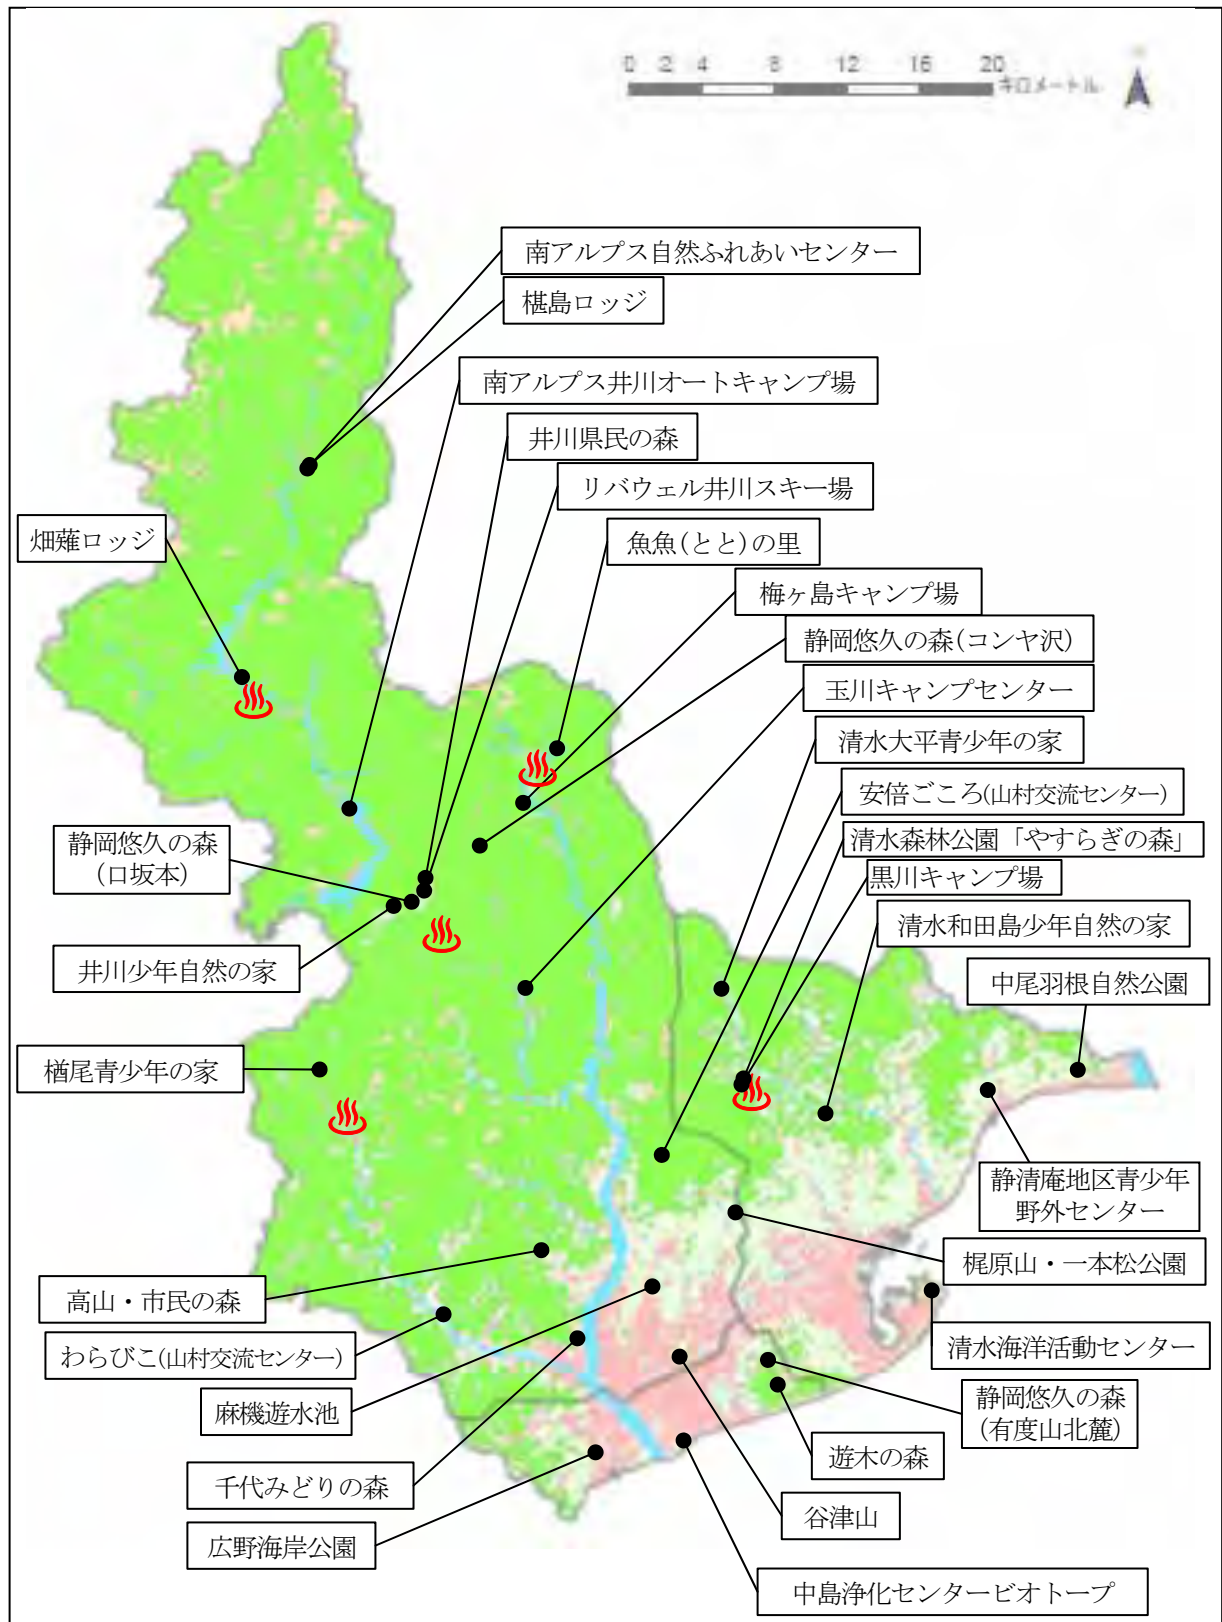 0 2 4 8 12 16 20
キロメートル
南アルプス自然ふれあいセンター
椹島ロッジ
南アルプス井川オートキャンプ場
井川県民の森
リバウェル井川スキー場
畑薙ロッジ
魚魚(とと)の里
梅ヶ島キャンプ場
静岡悠久の森(コンヤ沢)
玉川キャンプセンター
清水大平青少年の家
安倍ごころ(山村交流センター)
清水森林公園「やすらぎの森」
静岡悠久の森
(口坂本)
黒川キャンプ場
清水和田島少年自然の家
井川少年自然の家
中尾羽根自然公園
楢尾青少年の家
静清庵地区青少年
野外センター
梶原山・一本松公園
高山・市民の森
わらびこ(山村交流センター)
清水海洋活動センター
麻機遊水池
静岡悠久の森
(有度山北麓)
遊木の森
千代みどりの森
谷津山
広野海岸公園
中島浄化センタービオトープ